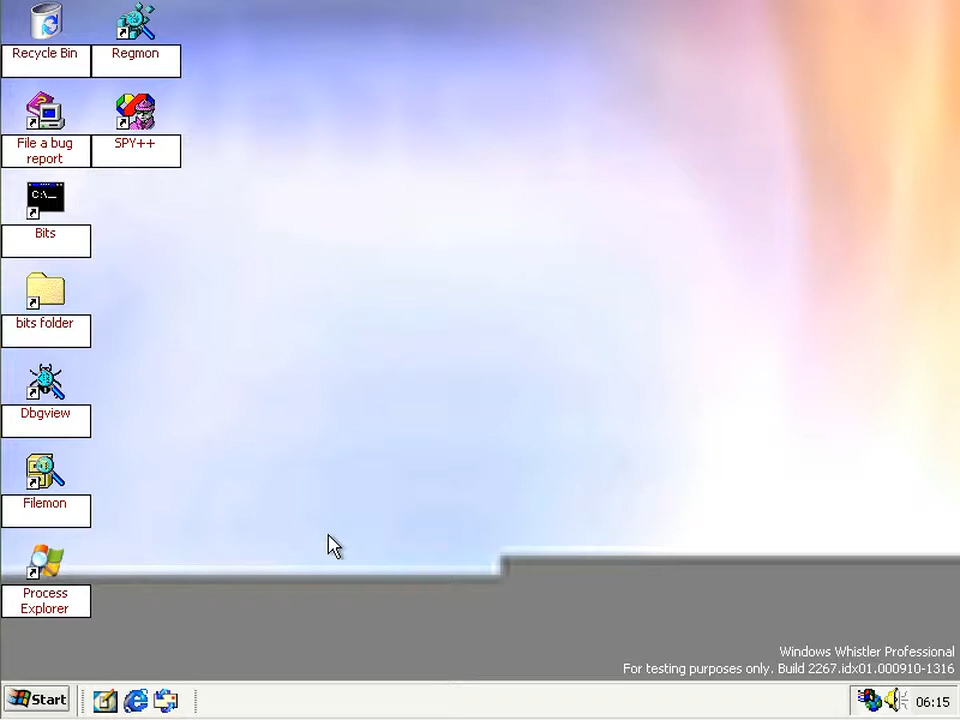 Recycle Bin
Regmon
File a bug
report
SPY++
C:\_
Bits
bits folder
Dbgview
Filemon
Process
Explorer
Windows Whistler Professional
For testing purposes only. Build 2267.idx01.000910-1316
Start
06:15